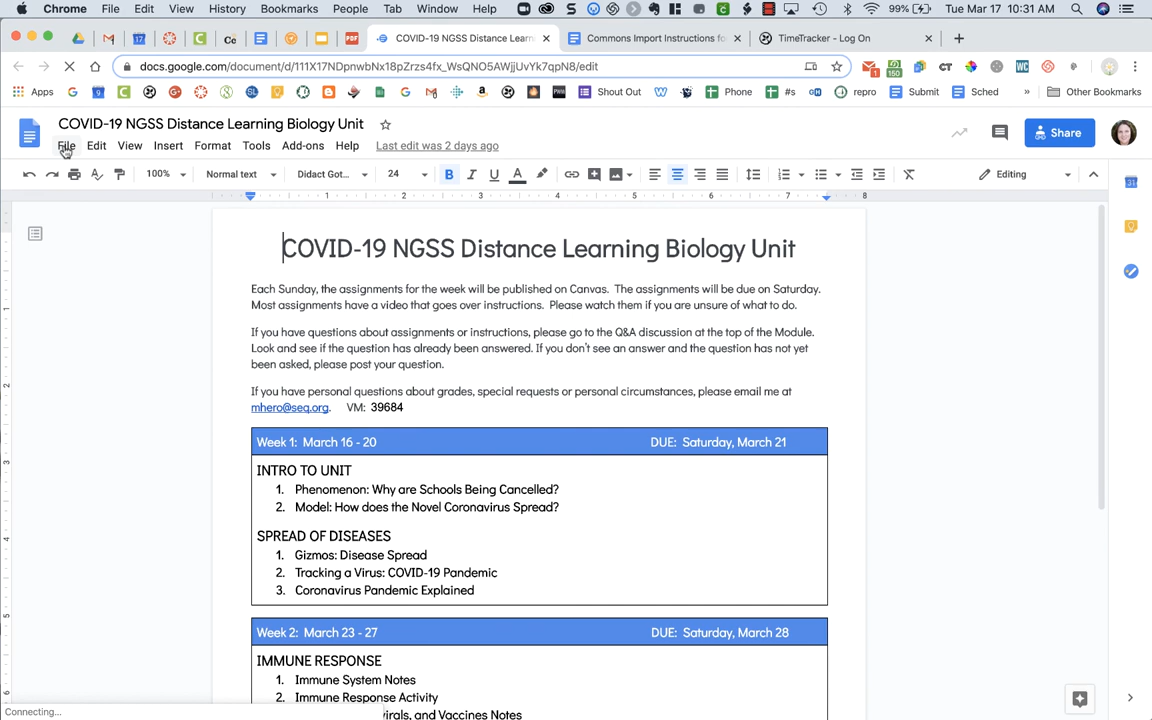 Chrome File Edit View History Bookmarks People Tab Window Help 99% Tue Mar 17 10:31 AM
COVID-19 NGSS Distance Learn Commons Import Instructions fo TimeTracker - Log On
docs.google.com/document/d/111X17NDpnwbNx18pZrzs4fx_WsQNO5AWjjUvYk7qpN8/edit
Apps Shout Out Phone #s repro Submit Sched » Other Bookmarks
COVID-19 NGSS Distance Learning Biology Unit
File Edit View Insert Format Tools Add-ons Help Last edit was 2 days ago
Share
100% Normal text Didact Got... 24 B I U A Editing
1 2 3 4 5 6 7 8
COVID-19 NGSS Distance Learning Biology Unit
Each Sunday, the assignments for the week will be published on Canvas. The assignments will be due on Saturday.
Most assignments have a video that goes over instructions. Please watch them if you are unsure of what to do.
If you have questions about assignments or instructions, please go to the Q&A discussion at the top of the Module.
Look and see if the question has already been answered. If you don't see an answer and the question has not yet
been asked, please post your question.
If you have personal questions about grades, special requests or personal circumstances, please email me at
mhero@seq.org. VM: 39684
Week 1: March 16 - 20 DUE: Saturday, March 21
INTRO TO UNIT
1. Phenomenon: Why are Schools Being Cancelled?
2. Model: How does the Novel Coronavirus Spread?
SPREAD OF DISEASES
1. Gizmos: Disease Spread
2. Tracking a Virus: COVID-19 Pandemic
3. Coronavirus Pandemic Explained
Week 2: March 23 - 27 DUE: Saturday, March 28
IMMUNE RESPONSE
1. Immune System Notes
2. Immune Response Activity
virals, and Vaccines Notes
Connecting...